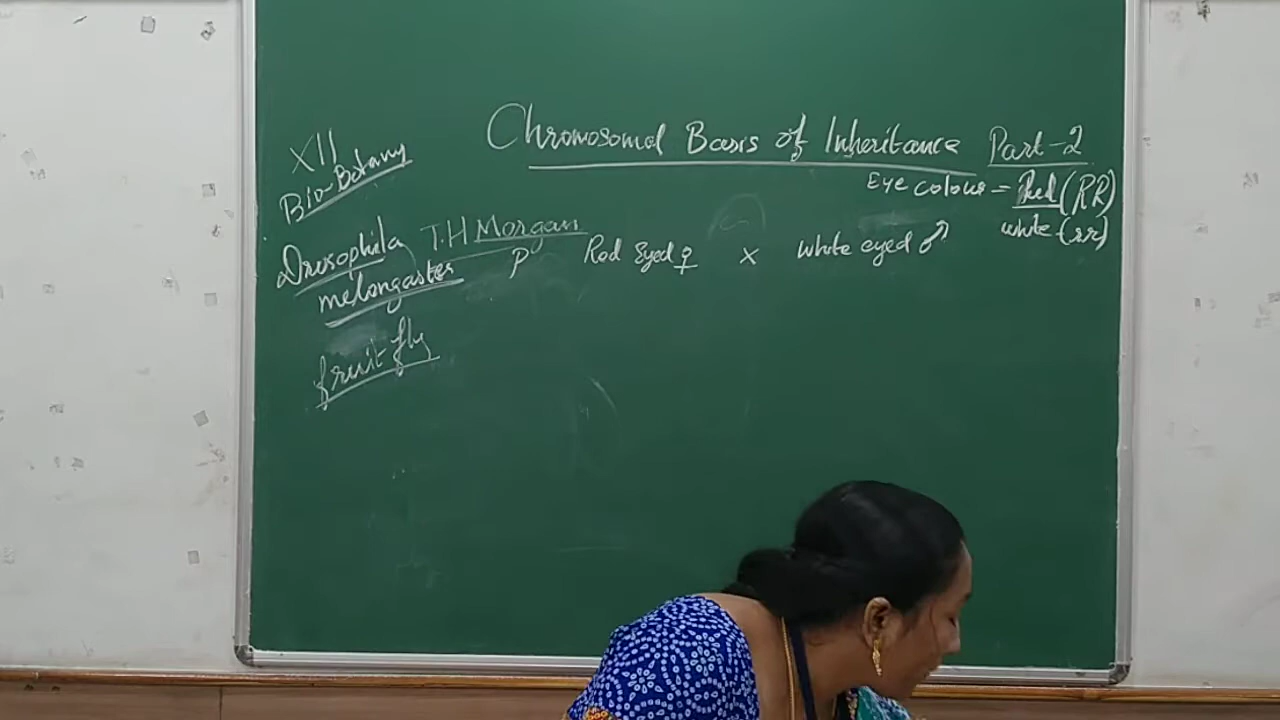 Chromosomal Basis of Inheritance Part-2
XII
Bio-Botany
Eye colour = Red (RR)
white (rr)
Drosophila
melongaster
T.H Morgan
P Red Eyed ♀ × white eyed ♂
fruit fly